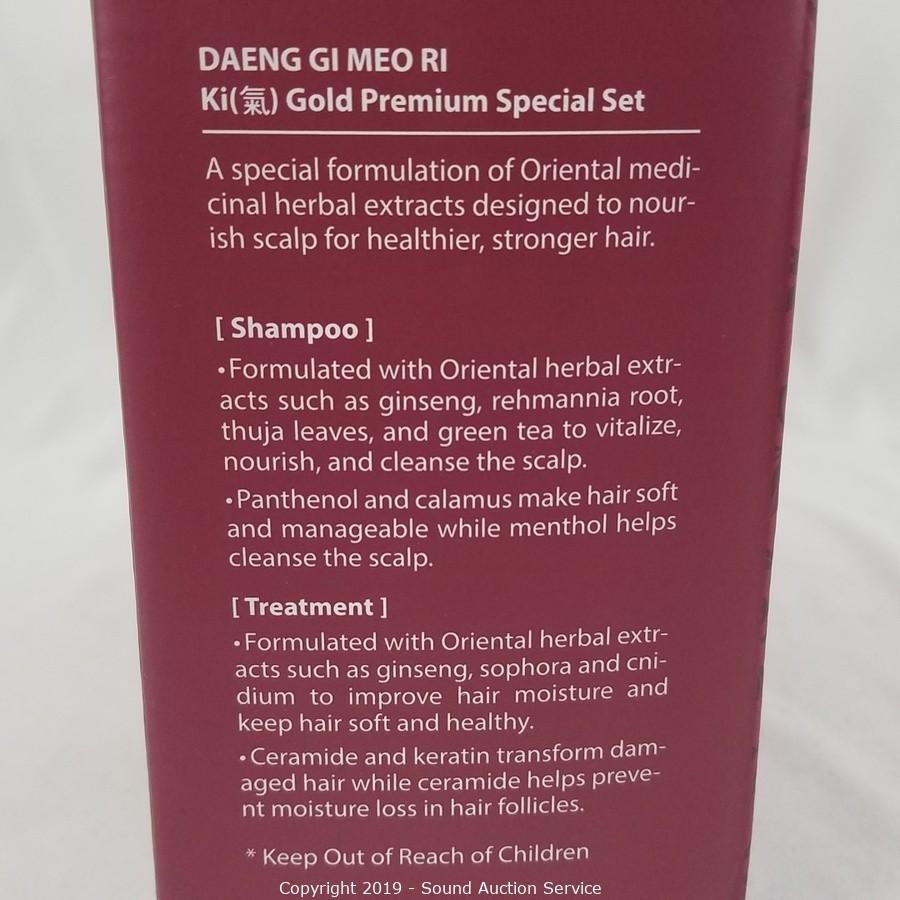 DAENG GI MEO RI
Ki(氣) Gold Premium Special Set
A special formulation of Oriental medi-
cinal herbal extracts designed to nour-
ish scalp for healthier, stronger hair.
[ Shampoo ]
•Formulated with Oriental herbal extr-
acts such as ginseng, rehmannia root,
thuja leaves, and green tea to vitalize,
nourish, and cleanse the scalp.
•Panthenol and calamus make hair soft
and manageable while menthol helps
cleanse the scalp.
[ Treatment ]
•Formulated with Oriental herbal extr-
acts such as ginseng, sophora and cni-
dium to improve hair moisture and
keep hair soft and healthy.
•Ceramide and keratin transform dam-
aged hair while ceramide helps preve-
nt moisture loss in hair follicles.
* Keep Out of Reach of Children
Copyright 2019 - Sound Auction Service